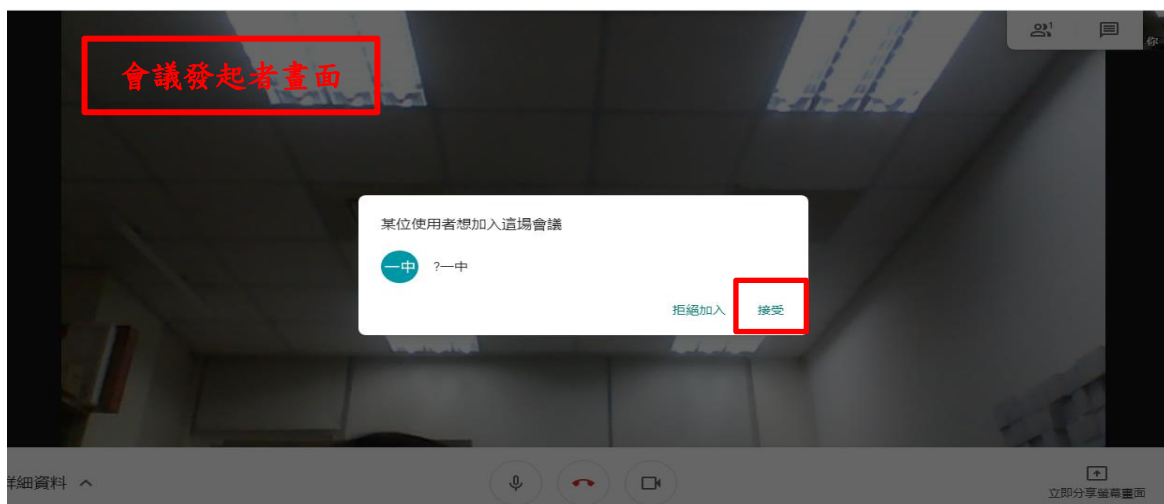 會議發起者畫面
1
你
某位使用者想加入這場會議
一中
?一中
拒絕加入
接受
詳細資料
立即分享螢幕畫面